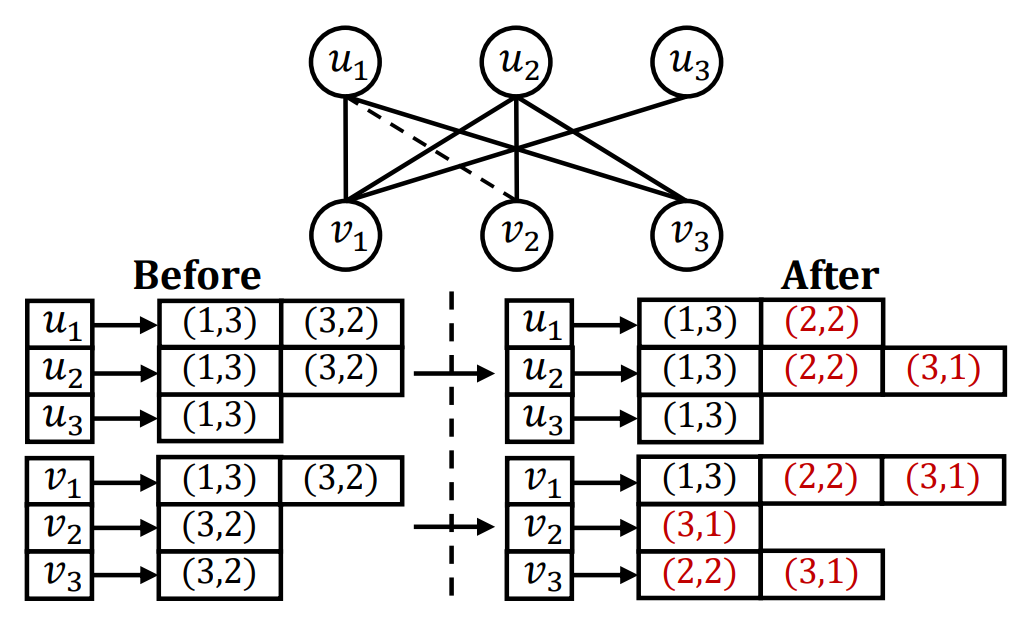 u₁ u₂ u₃
v₁ v₂ v₃
Before After
u₁ (1,3) (3,2) u₁ (1,3) (2,2)
u₂ (1,3) (3,2) u₂ (1,3) (2,2) (3,1)
u₃ (1,3) u₃ (1,3)
v₁ (1,3) (3,2) v₁ (1,3) (2,2) (3,1)
v₂ (3,2) v₂ (3,1)
v₃ (3,2) v₃ (2,2) (3,1)